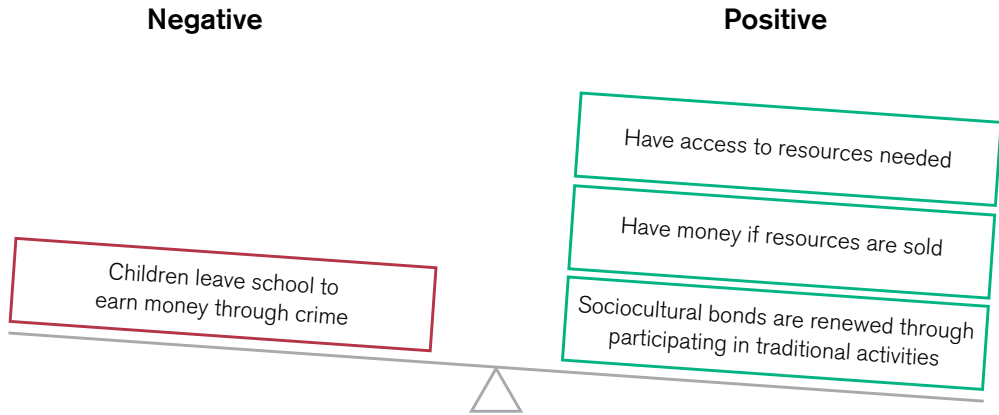 Negative
Positive
Children leave school to
earn money through crime
Have access to resources needed
Have money if resources are sold
Sociocultural bonds are renewed through
participating in traditional activities